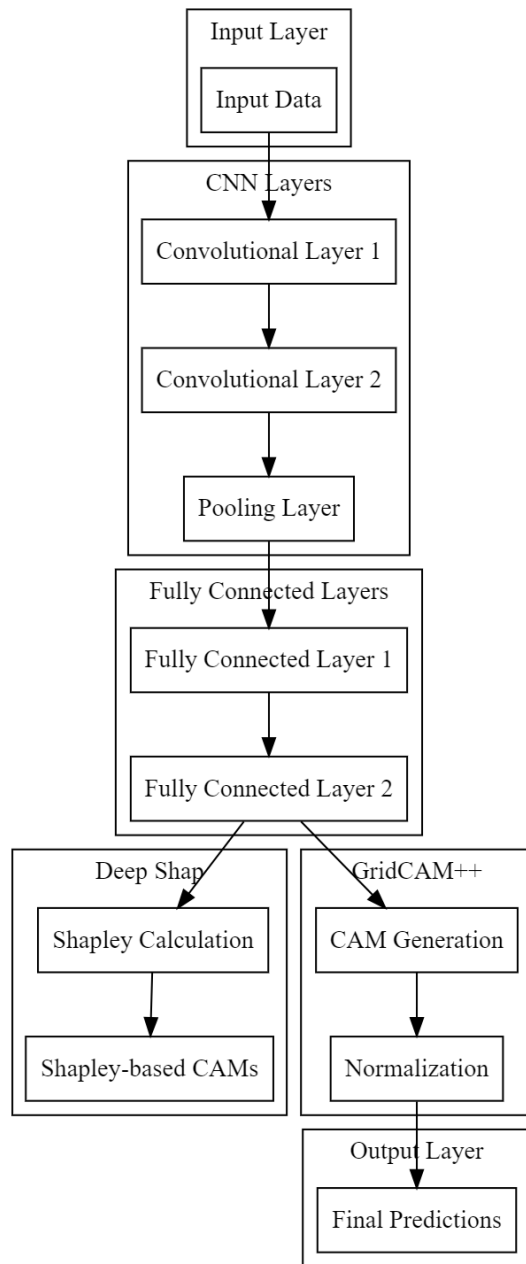 Input Layer
Input Data
CNN Layers
Convolutional Layer 1
Convolutional Layer 2
Pooling Layer
Fully Connected Layers
Fully Connected Layer 1
Fully Connected Layer 2
Deep Shap
Shapley Calculation
Shapley-based CAMs
GridCAM++
CAM Generation
Normalization
Output Layer
Final Predictions